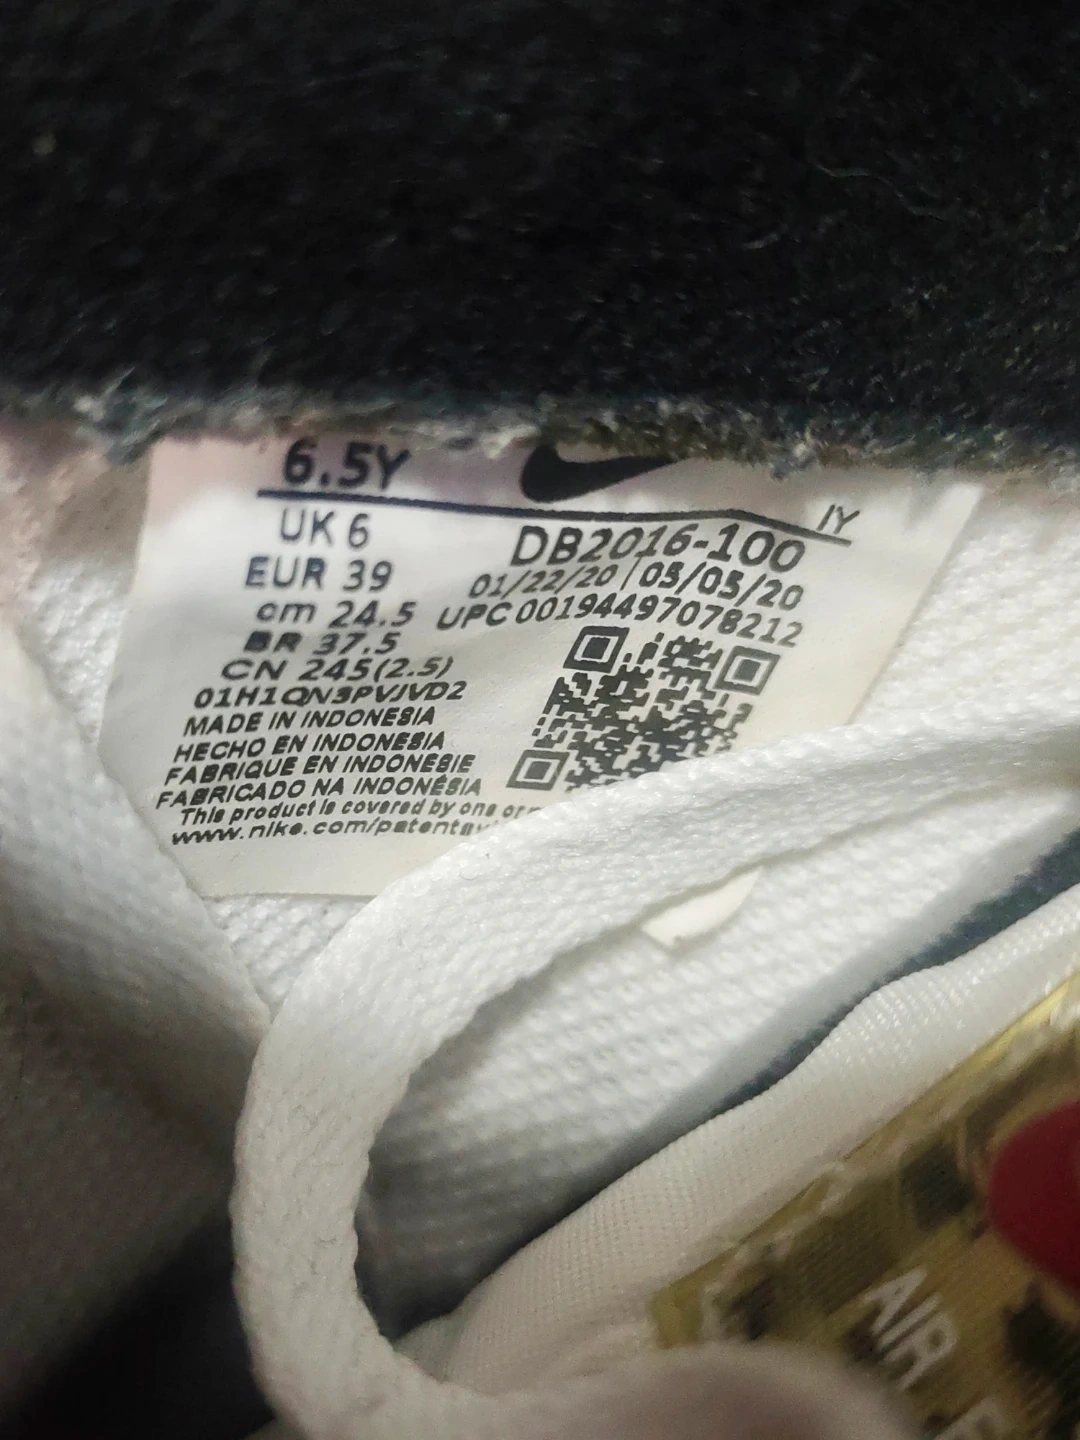 6.5Y
UK 6
EUR 39
cm 24.5
BR 37.5
CN 245(2.5)
01H1QN3PVJVD2
MADE IN INDONESIA
HECHO EN INDONESIA
FABRIQUE EN INDONESIE
FABRICADO NA INDONÉSIA
This product is covered by one or
www.nike.com/patents
IY
DB2016-100
01/22/20 / 05/05/20
UPC 00194497078212
AIR